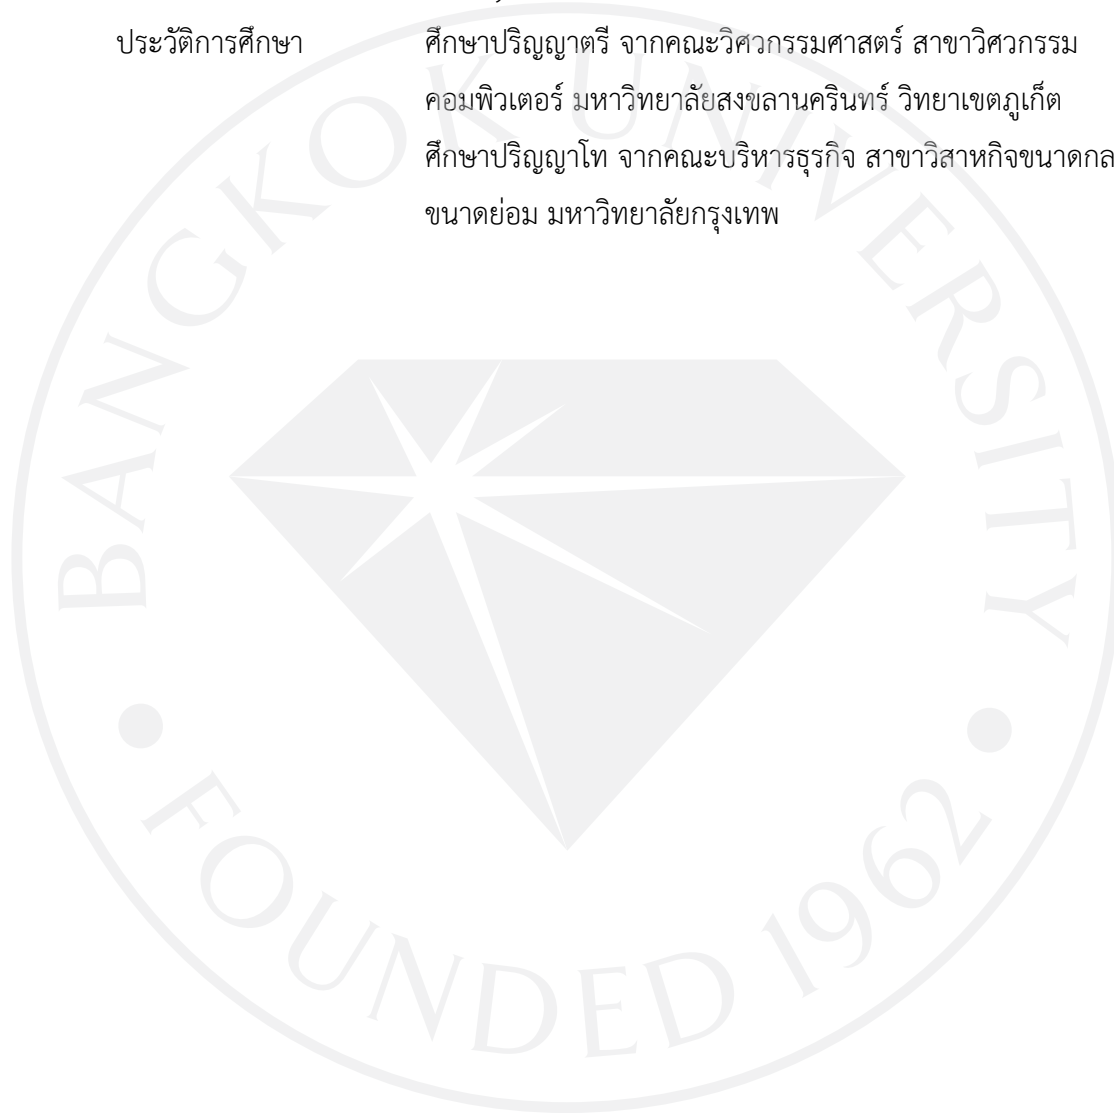 ประวัติการศึกษา ศึกษาปริญญาตรี จากคณะวิศวกรรมศาสตร์ สาขาวิศวกรรม
คอมพิวเตอร์ มหาวิทยาลัยสงขลานครินทร์ วิทยาเขตภูเก็ต
ศึกษาปริญญาโท จากคณะบริหารธุรกิจ สาขาวิสาหกิจขนาดกล
ขนาดย่อม มหาวิทยาลัยกรุงเทพ
BANGKOK UNIVERSITY
FOUNDED 1962